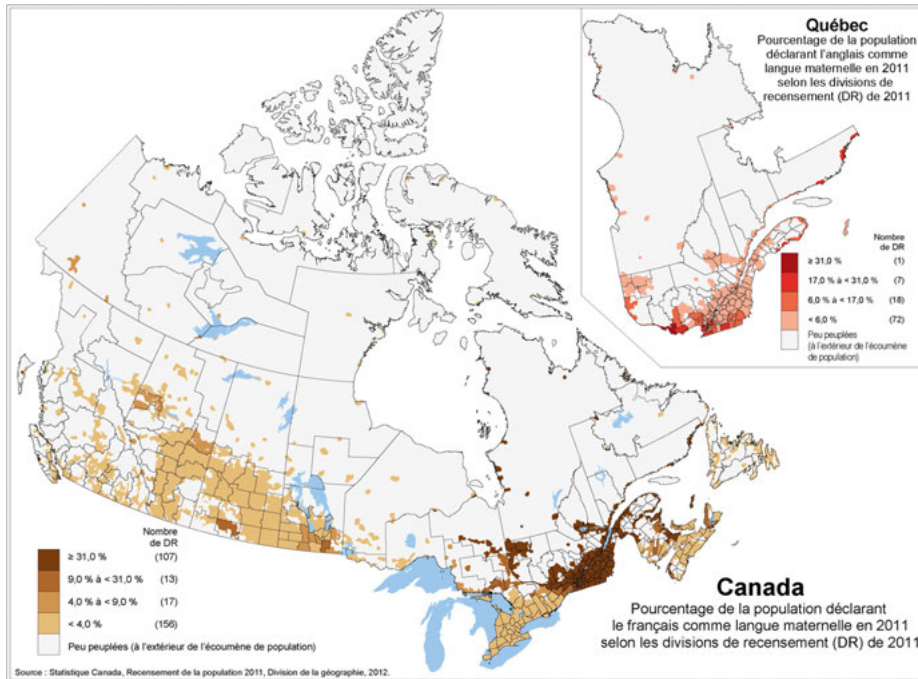 Québec
Pourcentage de la population
déclarant l'anglais comme
langue maternelle en 2011
selon les divisions de
recensement (DR) de 2011
Nombre
de DR
≥ 31,0 % (1)
17,0 % à < 31,0 % (7)
6,0 % à < 17,0 % (18)
< 6,0 % (72)
Peu peuplées
(à l'extérieur de l'écoumène
de population)
Nombre
de DR
≥ 31,0 % (107)
9,0 % à < 31,0 % (13)
4,0 % à < 9,0 % (17)
< 4,0 % (156)
Peu peuplées (à l'extérieur de l'écoumène de population)
Canada
Pourcentage de la population déclarant
le français comme langue maternelle en 2011
selon les divisions de recensement (DR) de 2011
Source : Statistique Canada, Recensement de la population 2011, Division de la géographie, 2012.